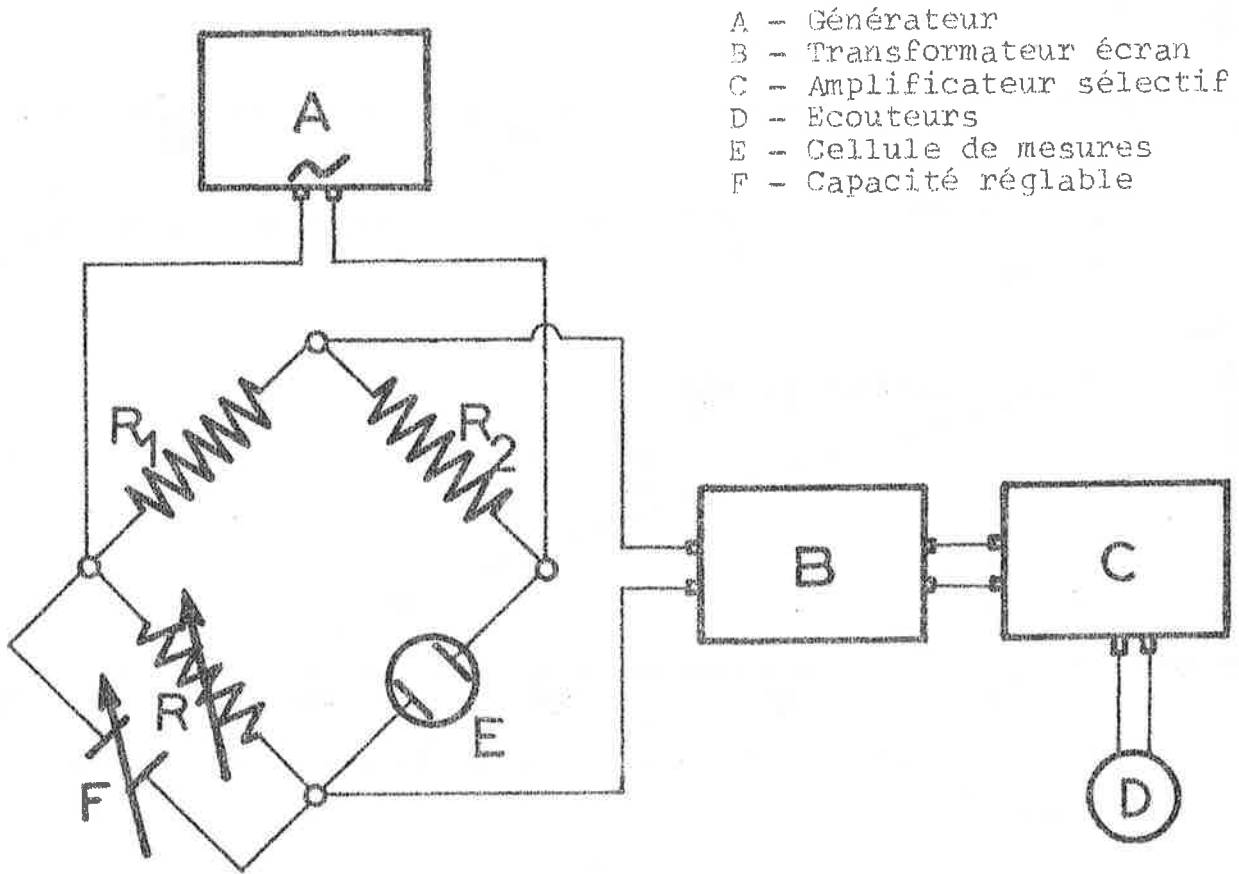 A - Générateur
B - Transformateur écran
C - Amplificateur sélectif
D - Ecouteurs
E - Cellule de mesures
F - Capacité réglable
A
R1
R2
B
C
R
E
F
D